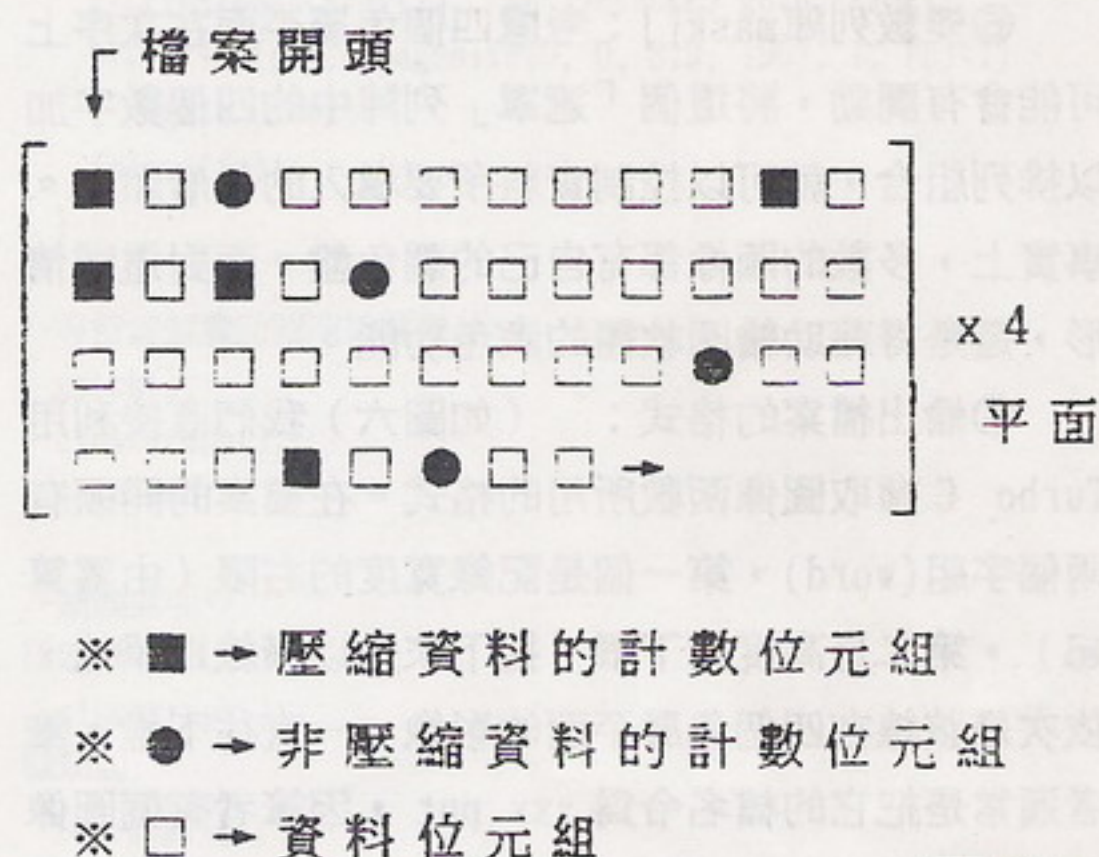 檔案開頭
x 4
平面
※ ■ → 壓縮資料的計數位元組
※ ● → 非壓縮資料的計數位元組
※ □ → 資料位元組